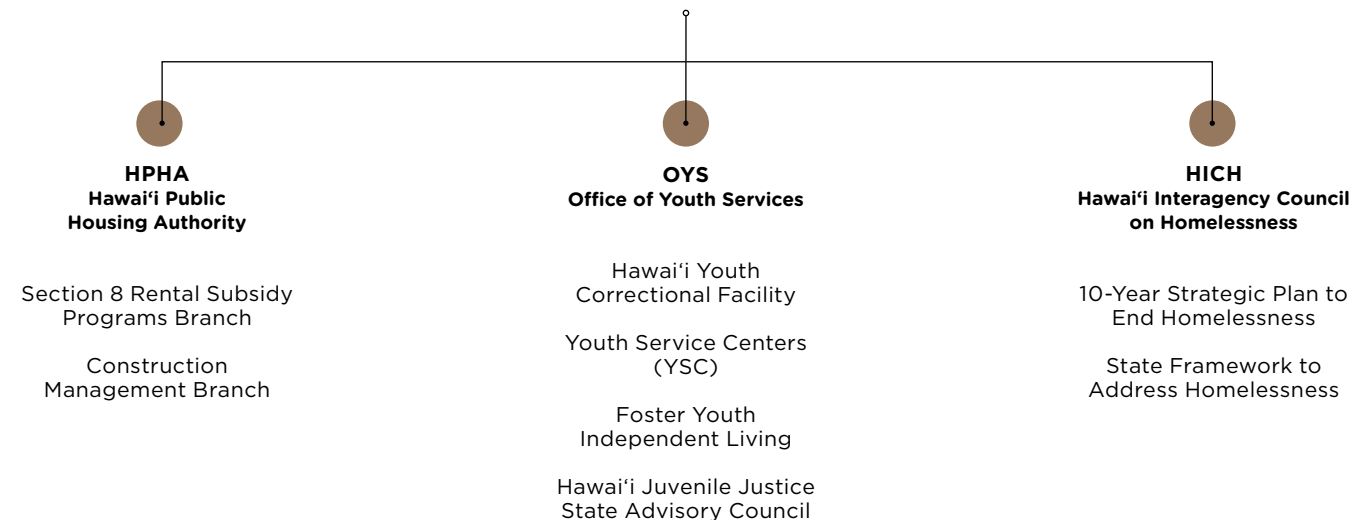 HPHA
Hawai‘i Public
Housing Authority
Section 8 Rental Subsidy
Programs Branch
Construction
Management Branch
OYS
Office of Youth Services
Hawai‘i Youth
Correctional Facility
Youth Service Centers
(YSC)
Foster Youth
Independent Living
Hawai‘i Juvenile Justice
State Advisory Council
HICH
Hawai‘i Interagency Council
on Homelessness
10-Year Strategic Plan to
End Homelessness
State Framework to
Address Homelessness